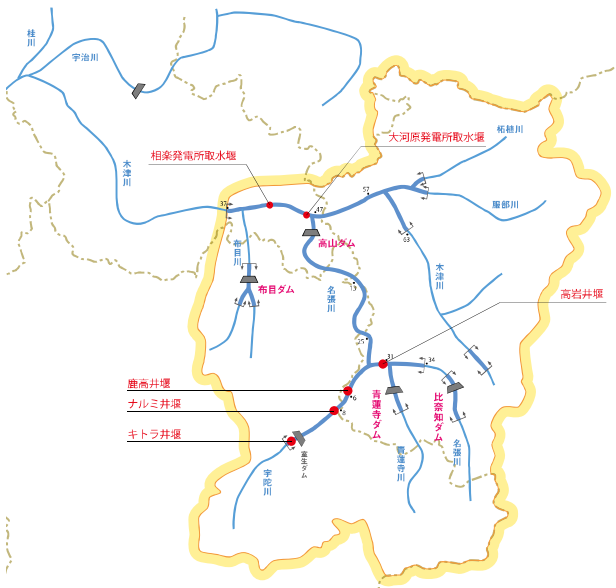 桂川
宇治川
柘植川
大河原発電所取水堰
相楽発電所取水堰
木津川
57
服部川
37
47
高山ダム
63
布目川
木津川
布目ダム
名張川
13
高岩井堰
25
31
34
鹿高井堰
6
青蓮寺ダム
比奈知ダム
ナルミ井堰
8
キトラ井堰
室生ダム
宇陀川
青蓮寺川
名張川